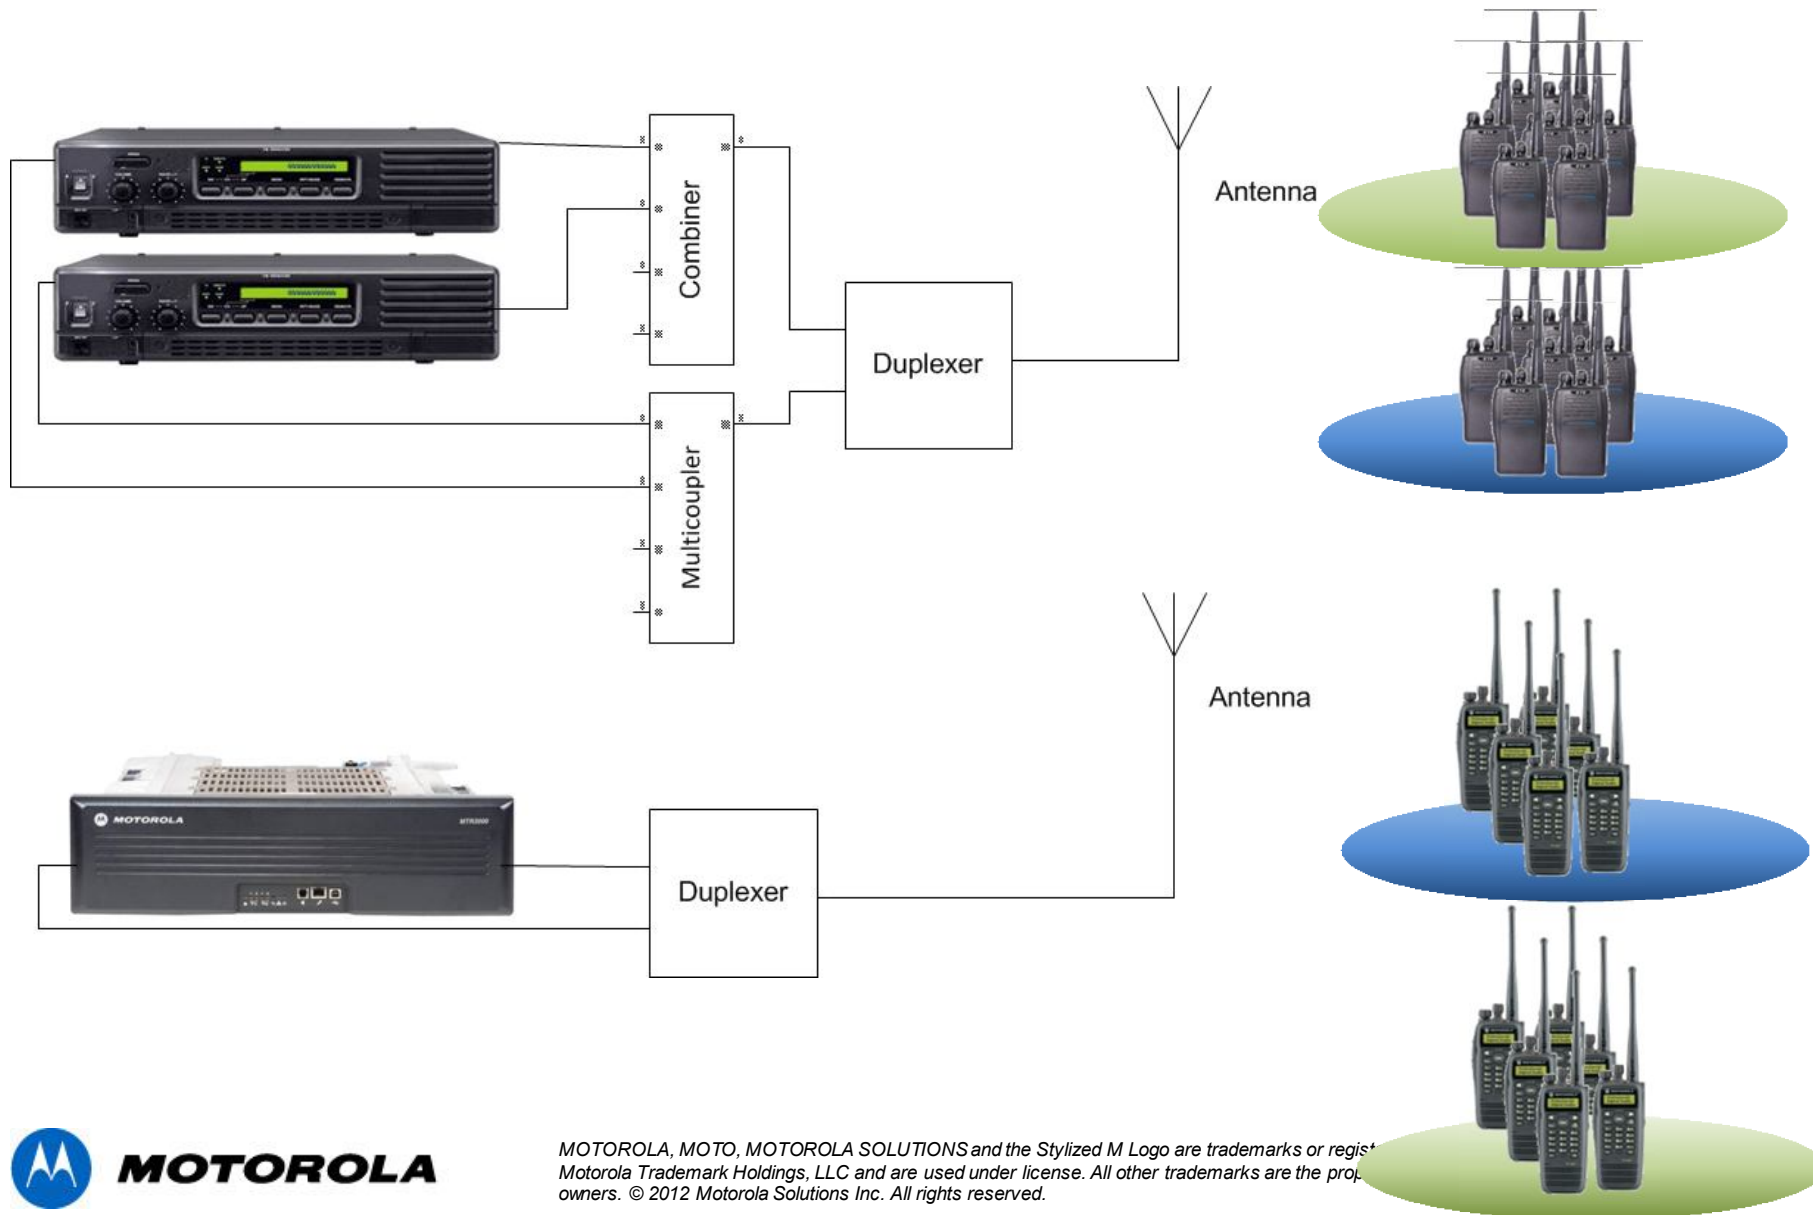 Combiner
Antenna
Duplexer
Multicoupler
Antenna
MOTOROLA
MTR3000
Duplexer
MOTOROLA
MOTOROLA, MOTO, MOTOROLA SOLUTIONS and the Stylized M Logo are trademarks or regist
Motorola Trademark Holdings, LLC and are used under license. All other trademarks are the prop
owners. © 2012 Motorola Solutions Inc. All rights reserved.